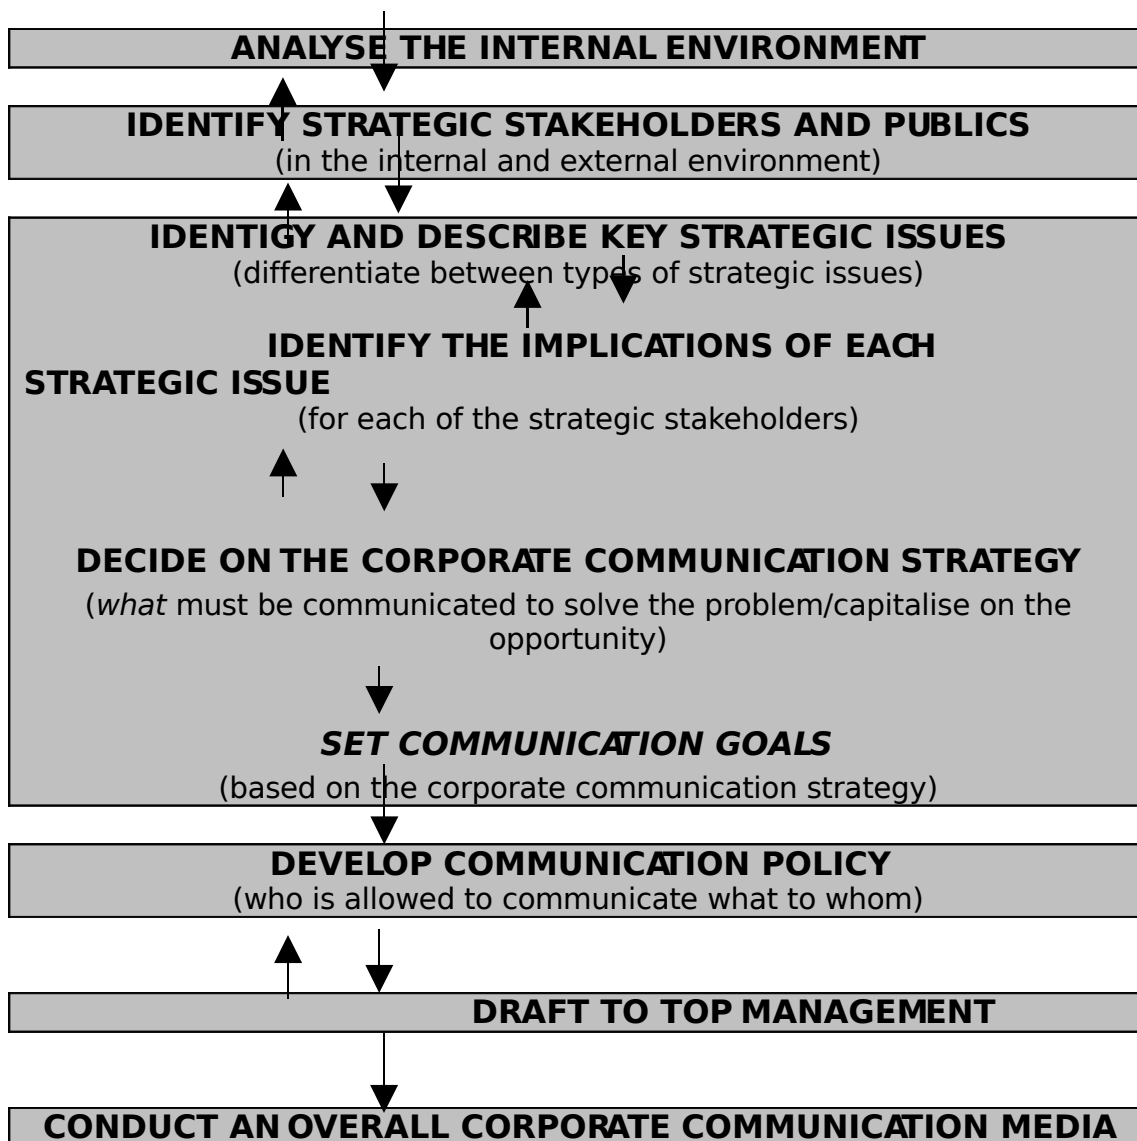 ANALYSE THE INTERNAL ENVIRONMENT
IDENTIFY STRATEGIC STAKEHOLDERS AND PUBLICS
(in the internal and external environment)
IDENTIGY AND DESCRIBE KEY STRATEGIC ISSUES
(differentiate between types of strategic issues)
IDENTIFY THE IMPLICATIONS OF EACH
STRATEGIC ISSUE
(for each of the strategic stakeholders)
DECIDE ON THE CORPORATE COMMUNICATION STRATEGY
(what must be communicated to solve the problem/capitalise on the
opportunity)
SET COMMUNICATION GOALS
(based on the corporate communication strategy)
DEVELOP COMMUNICATION POLICY
(who is allowed to communicate what to whom)
DRAFT TO TOP MANAGEMENT
CONDUCT AN OVERALL CORPORATE COMMUNICATION MEDIA